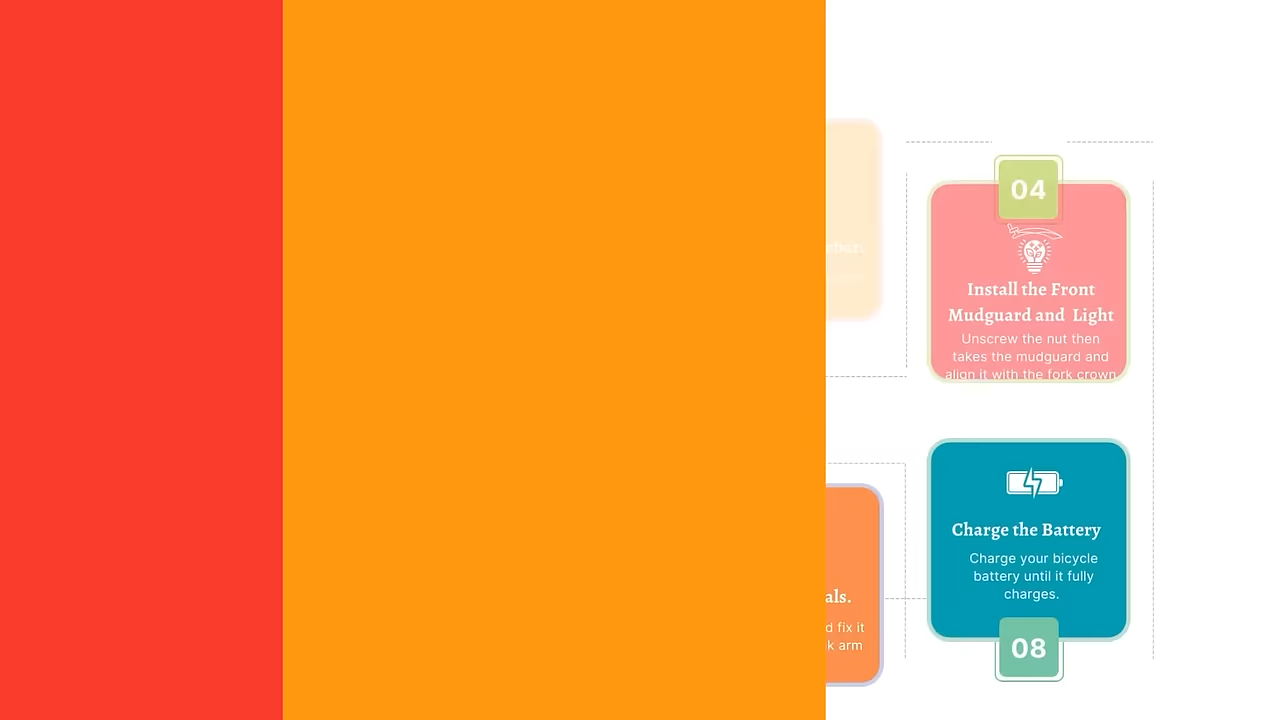 04
Install the Front
Mudguard and Light
Unscrew the nut then
takes the mudguard and
align it with the fork crown
als.
d fix it
k arm
Charge the Battery
Charge your bicycle
battery until it fully
charges.
08